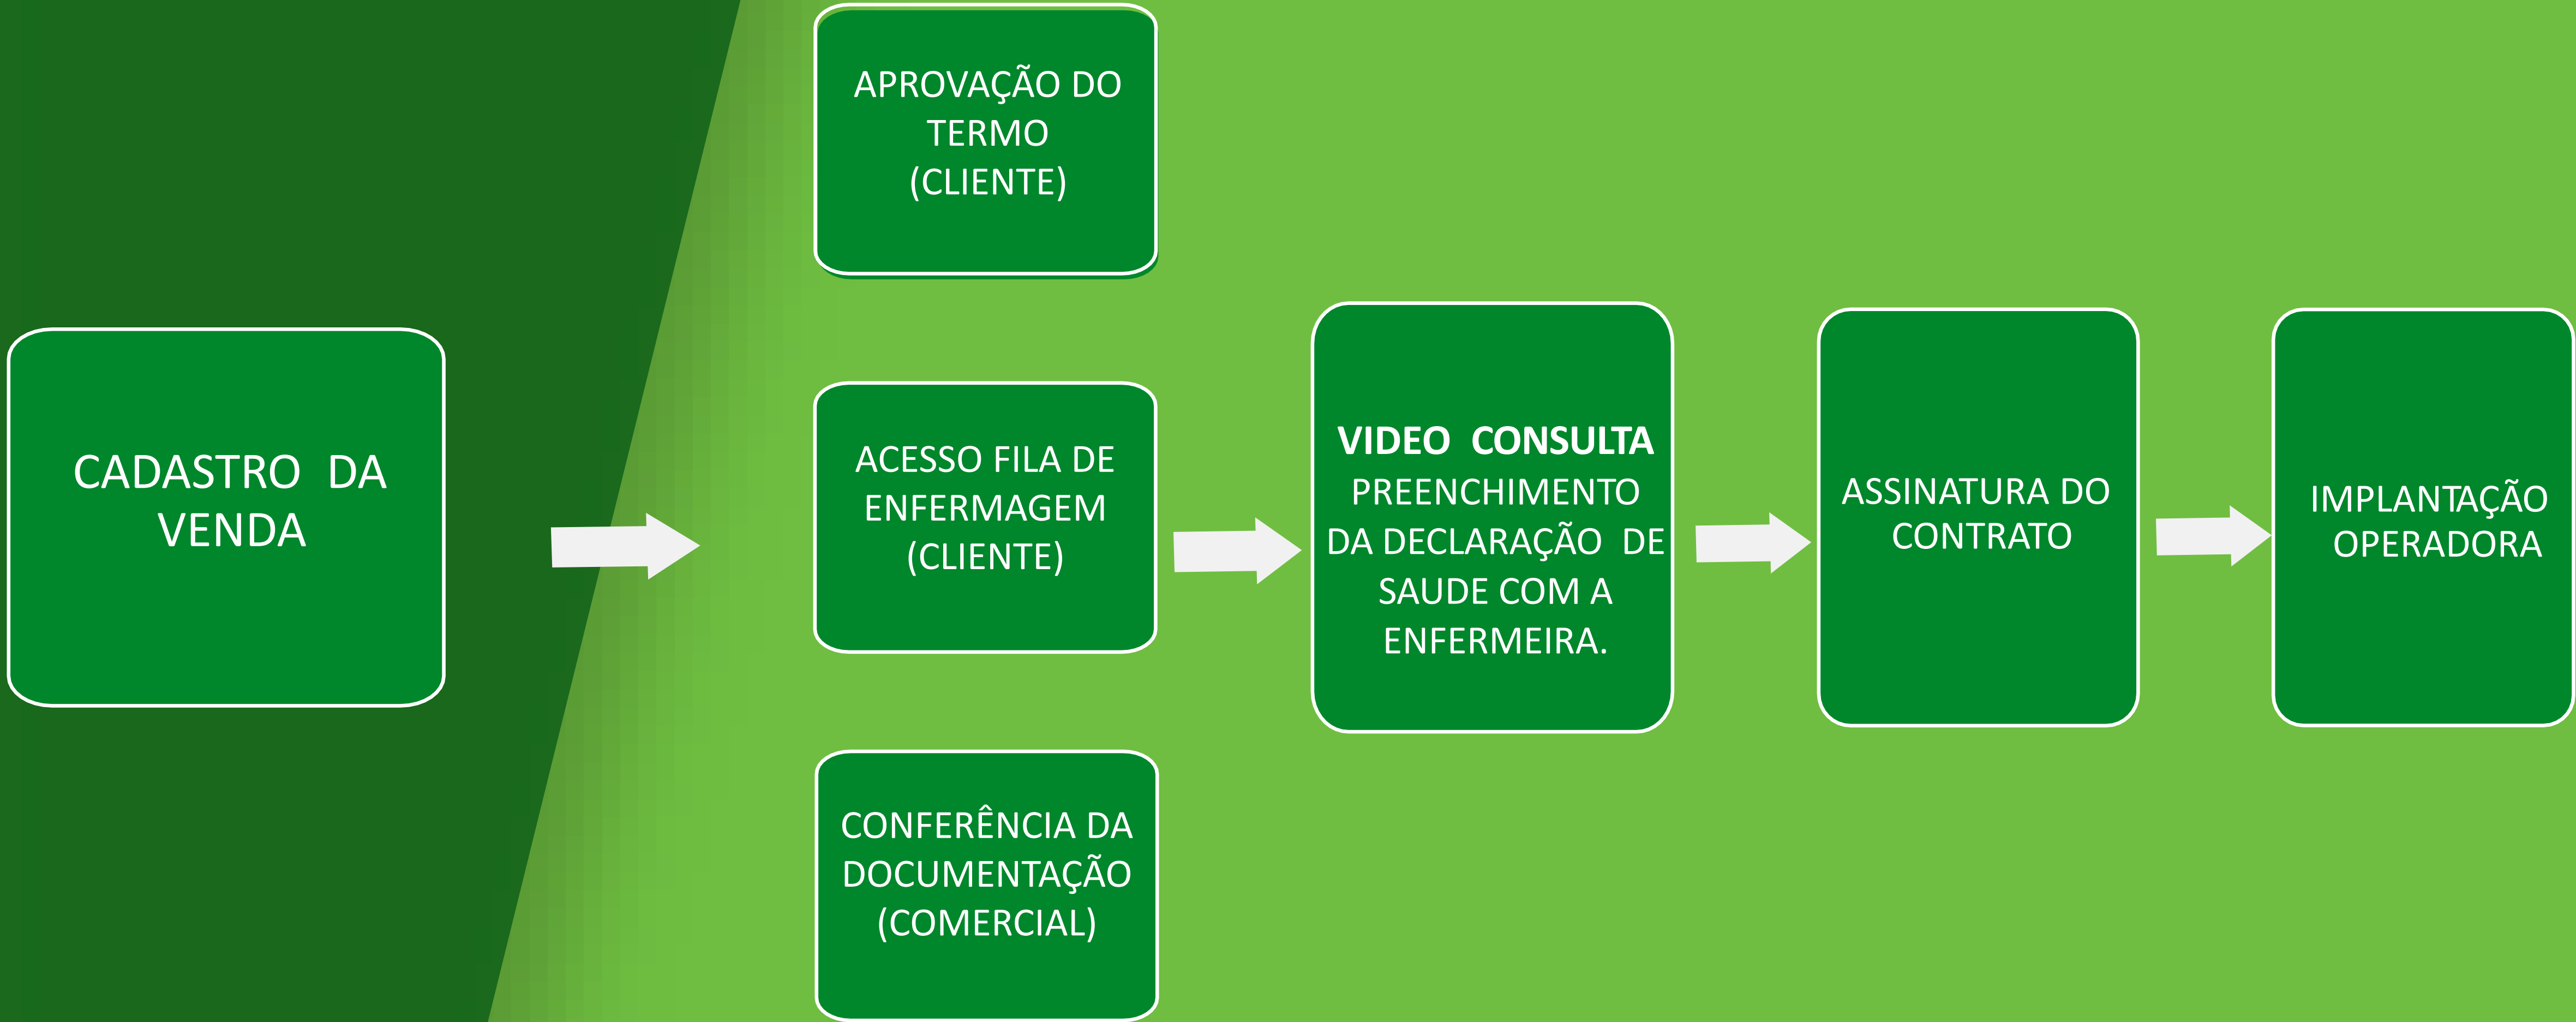 CADASTRO DA
VENDA
APROVAÇÃO DO
TERMO
(CLIENTE)
ACESSO FILA DE
ENFERMAGEM
(CLIENTE)
CONFERÊNCIA DA
DOCUMENTAÇÃO
(COMERCIAL)
VIDEO CONSULTA
PREENCHIMENTO
DA DECLARAÇÃO DE
SAUDE COM A
ENFERMEIRA.
ASSINATURA DO
CONTRATO
IMPLANTAÇÃO
OPERADORA